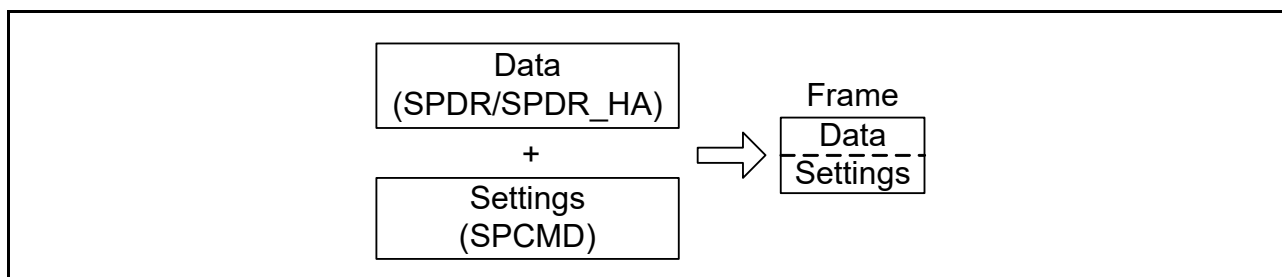 Data
(SPDR/SPDR_HA)
+
Settings
(SPCMD)
Frame
Data
Settings